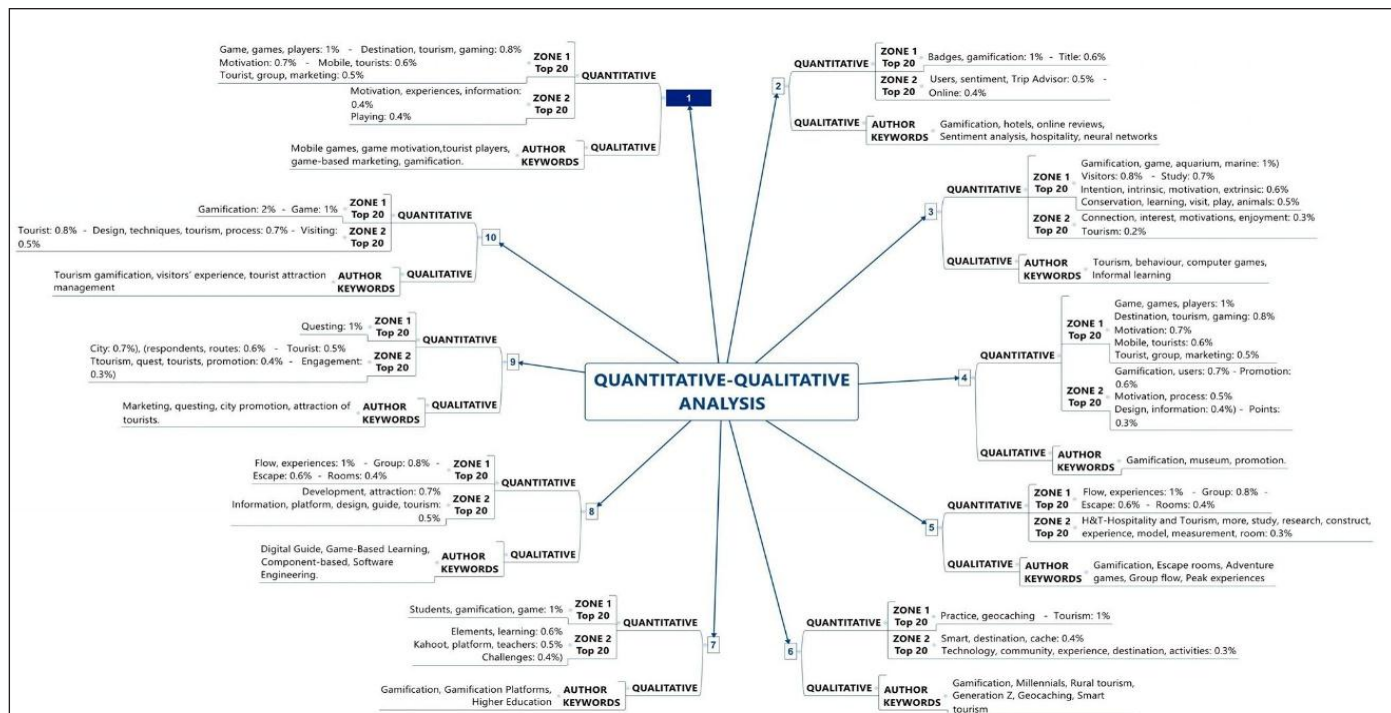 QUANTITATIVE-QUALITATIVE
ANALYSIS
1
QUANTITATIVE
ZONE 1
Top 20
Game, games, players: 1% - Destination, tourism, gaming: 0.8%
Motivation: 0.7% - Mobile, tourists: 0.6%
Tourist, group, marketing: 0.5%
ZONE 2
Top 20
Motivation, experiences, information:
0.4%
Playing: 0.4%
QUALITATIVE
AUTHOR
KEYWORDS
Mobile games, game motivation,tourist players,
game-based marketing, gamification.
2
QUANTITATIVE
ZONE 1
Top 20
Badges, gamification: 1% - Title: 0.6%
ZONE 2
Top 20
Users, sentiment, Trip Advisor: 0.5% -
Online: 0.4%
QUALITATIVE
AUTHOR
KEYWORDS
Gamification, hotels, online reviews,
Sentiment analysis, hospitality, neural networks
3
QUANTITATIVE
ZONE 1
Top 20
Gamification, game, aquarium, marine: 1%)
Visitors: 0.8% - Study: 0.7%
Intention, intrinsic, motivation, extrinsic: 0.6%
Conservation, learning, visit, play, animals: 0.5%
ZONE 2
Top 20
Connection, interest, motivations, enjoyment: 0.3%
Tourism: 0.2%
QUALITATIVE
AUTHOR
KEYWORDS
Tourism, behaviour, computer games,
Informal learning
4
QUANTITATIVE
ZONE 1
Top 20
Game, games, players: 1%
Destination, tourism, gaming: 0.8%
Motivation: 0.7%
Mobile, tourists: 0.6%
Tourist, group, marketing: 0.5%
ZONE 2
Top 20
Gamification, users: 0.7% - Promotion:
0.6%
Motivation, process: 0.5%
Design, information: 0.4%) - Points:
0.3%
QUALITATIVE
AUTHOR
KEYWORDS
Gamification, museum, promotion.
5
QUANTITATIVE
ZONE 1
Top 20
Flow, experiences: 1% - Group: 0.8% -
Escape: 0.6% - Rooms: 0.4%
ZONE 2
Top 20
H&T-Hospitality and Tourism, more, study, research, construct,
experience, model, measurement, room: 0.3%
QUALITATIVE
AUTHOR
KEYWORDS
Gamification, Escape rooms, Adventure
games, Group flow, Peak experiences
6
QUANTITATIVE
ZONE 1
Top 20
Practice, geocaching - Tourism: 1%
ZONE 2
Top 20
Smart, destination, cache: 0.4%
Technology, community, experience, destination, activities: 0.3%
QUALITATIVE
AUTHOR
KEYWORDS
Gamification, Millennials, Rural tourism,
Generation Z, Geocaching, Smart
tourism
7
QUANTITATIVE
ZONE 1
Top 20
Students, gamification, game: 1%
ZONE 2
Top 20
Elements, learning: 0.6%
Kahoot, platform, teachers: 0.5%
Challenges: 0.4%)
QUALITATIVE
AUTHOR
KEYWORDS
Gamification, Gamification Platforms,
Higher Education
8
QUANTITATIVE
ZONE 1
Top 20
Flow, experiences: 1% - Group: 0.8% -
Escape: 0.6% - Rooms: 0.4%
ZONE 2
Top 20
Development, attraction: 0.7%
Information, platform, design, guide, tourism:
0.5%
QUALITATIVE
AUTHOR
KEYWORDS
Digital Guide, Game-Based Learning,
Component-based, Software
Engineering.
9
QUANTITATIVE
ZONE 1
Top 20
Questing: 1%
ZONE 2
Top 20
City: 0.7%), (respondents, routes: 0.6% - Tourist: 0.5%
Ttourism, quest, tourists, promotion: 0.4% - Engagement:
0.3%)
QUALITATIVE
AUTHOR
KEYWORDS
Marketing, questing, city promotion, attraction of
tourists.
10
QUANTITATIVE
ZONE 1
Top 20
Gamification: 2% - Game: 1%
ZONE 2
Top 20
Tourist: 0.8% - Design, techniques, tourism, process: 0.7% - Visiting:
0.5%
QUALITATIVE
AUTHOR
KEYWORDS
Tourism gamification, visitors' experience, tourist attraction
management